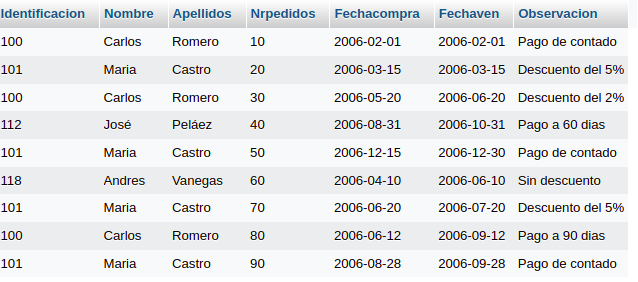 Identificacion Nombre Apellidos Nrpedidos Fechacompra Fechaven Observacion
100 Carlos Romero 10 2006-02-01 2006-02-01 Pago de contado
101 Maria Castro 20 2006-03-15 2006-03-15 Descuento del 5%
100 Carlos Romero 30 2006-05-20 2006-06-20 Descuento del 2%
112 José Peláez 40 2006-08-31 2006-10-31 Pago a 60 dias
101 Maria Castro 50 2006-12-15 2006-12-30 Pago de contado
118 Andres Vanegas 60 2006-04-10 2006-06-10 Sin descuento
101 Maria Castro 70 2006-06-20 2006-07-20 Descuento del 5%
100 Carlos Romero 80 2006-06-12 2006-09-12 Pago a 90 dias
101 Maria Castro 90 2006-08-28 2006-09-28 Pago de contado